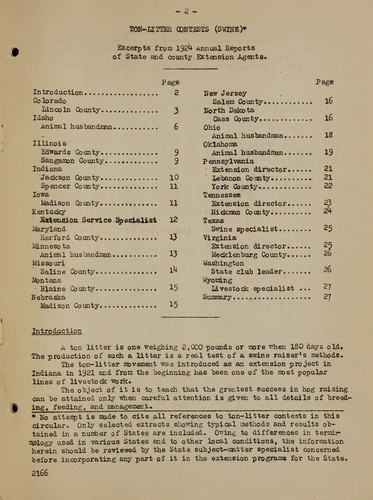 - 2 -
TON-LITTER CONTESTS (SWINE)*
Excerpts from 1924 Annual Reports
of State and County Extension Agents.
Page
Introduction............... 2
Colorado
Lincoln County............ 3
Idaho
Animal husbandman......... 6
Illinois
Edwards County............ 9
Sangamon County........... 9
Indiana
Jackson County............ 10
Spencer County............ 11
Iowa
Madison County............ 11
Kentucky
Extension Service Specialist 12
Maryland
Harford County............ 13
Minnesota
Animal husbandman......... 13
Missouri
Saline County............. 14
Montana
Blaine County............. 15
Nebraska
Madison County............ 15
Page
New Jersey
Salem County............ 16
North Dakota
Cass County............. 16
Ohio
Animal husbandman....... 18
Oklahoma
Animal husbandman....... 19
Pennsylvania
Extension director...... 21
Lebanon County.......... 21
York County............. 22
Tennessee
Extension director...... 23
Hickman County.......... 24
Texas
Swine specialist........ 25
Virginia
Extension director...... 25
Mecklenburg County...... 26
Washington
State club leader....... 26
Wyoming
Livestock specialist ... 27
Summary................... 27
Introduction
A ton litter is one weighing 2,000 pounds or more when 180 days old.
The production of such a litter is a real test of a swine raiser's methods.
The ton-litter movement was introduced as an extension project in
Indiana in 1921 and from the beginning has been one of the most popular
lines of livestock work.
The object of it is to teach that the greatest success in hog raising
can be attained only when careful attention is given to all details of breed-
ing, feeding, and management.
* No attempt is made to cite all references to ton-litter contests in this
circular. Only selected extracts showing typical methods and results ob-
tained in a number of States are included. Owing to differences in termi-
nology used in various States and to other local conditions, the information
herein should be reviewed by the State subject-matter specialist concerned
before incorporating any part of it in the extension programs for the State.
2166